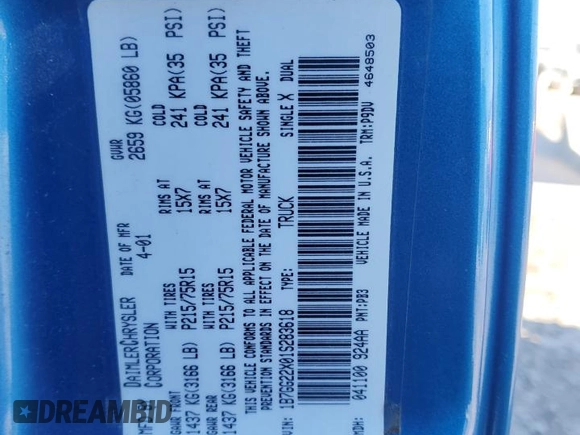 MFD BY DAIMLERCHRYSLER CORPORATION DATE OF MFR 4-01 GVWR 2659 KG(05860 LB)
GAWR FRONT WITH TIRES RIMS AT COLD
1437 KG(3166 LB) P215/75R15 15X7 241 KPA(35 PSI)
GAWR REAR WITH TIRES RIMS AT COLD
1437 KG(3166 LB) P215/75R15 15X7 241 KPA(35 PSI)
THIS VEHICLE CONFORMS TO ALL APPLICABLE FEDERAL MOTOR VEHICLE SAFETY AND THEFT
PREVENTION STANDARDS IN EFFECT ON THE DATE OF MANUFACTURE SHOWN ABOVE.
VIN: 1B7GG22X01S283618 TYPE: TRUCK SINGLE X DUAL
MDH: 041100 924AA PNT:PB3 VEHICLE MADE IN U.S.A. TRM:P9DV 4648503
DREAMBID